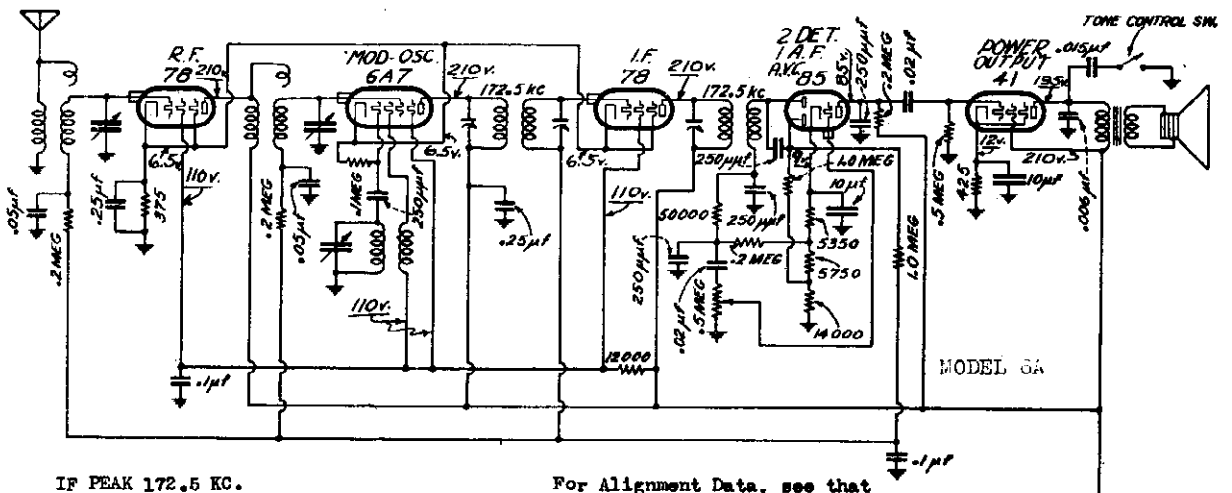 R.F.
78
210v.
MOD-OSC.
6A7
210v.
172.5 KC
I.F.
78
210v.
172.5 KC
2 DET.
1 A.F.
A.V.C.
85
85v.
250µµf
.2 MEG
.02µf
POWER
OUTPUT
41
195v.
.015µf
TONE CONTROL SW.
6.5v.
110v.
.25µf
375
.05µf
.2 MEG
.2 MEG
.05µf
.1MEG
250µµf
6.5v.
110v.
6.5v.
.25µf
110v.
250µµf
50000
250µµf
250µµf
.2 MEG
.02µf
.5 MEG
1.0 MEG
10µf
5350
5750
14000
1.0 MEG
.5 MEG
12v.
425
10µf
210v.
.006µf
12000
.1µf
.1µf
MODEL 6A
IF PEAK 172.5 KC.
For Alignment Data, see that